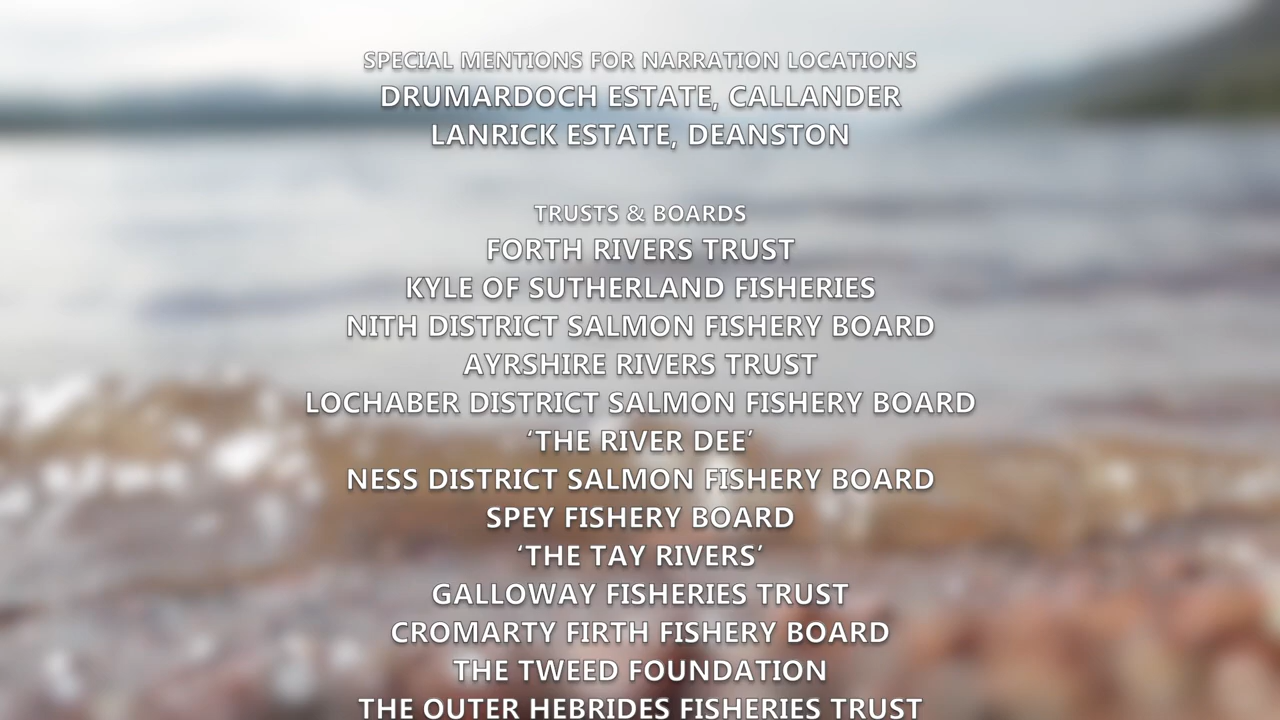 SPECIAL MENTIONS FOR NARRATION LOCATIONS
DRUMARDOCH ESTATE, CALLANDER
LANRICK ESTATE, DEANSTON
TRUSTS & BOARDS
FORTH RIVERS TRUST
KYLE OF SUTHERLAND FISHERIES
NITH DISTRICT SALMON FISHERY BOARD
AYRSHIRE RIVERS TRUST
LOCHABER DISTRICT SALMON FISHERY BOARD
‘THE RIVER DEE’
NESS DISTRICT SALMON FISHERY BOARD
SPEY FISHERY BOARD
‘THE TAY RIVERS’
GALLOWAY FISHERIES TRUST
CROMARTY FIRTH FISHERY BOARD
THE TWEED FOUNDATION
THE OUTER HEBRIDES FISHERIES TRUST